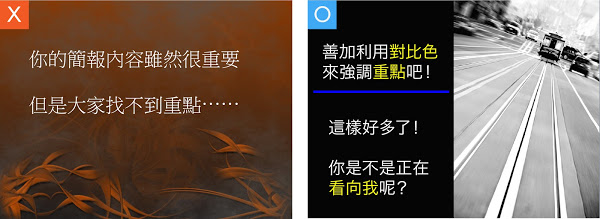 X
你的簡報內容雖然很重要
但是大家找不到重點……
O
善加利用對比色
來強調重點吧!
這樣好多了!
你是不是正在
看向我呢?